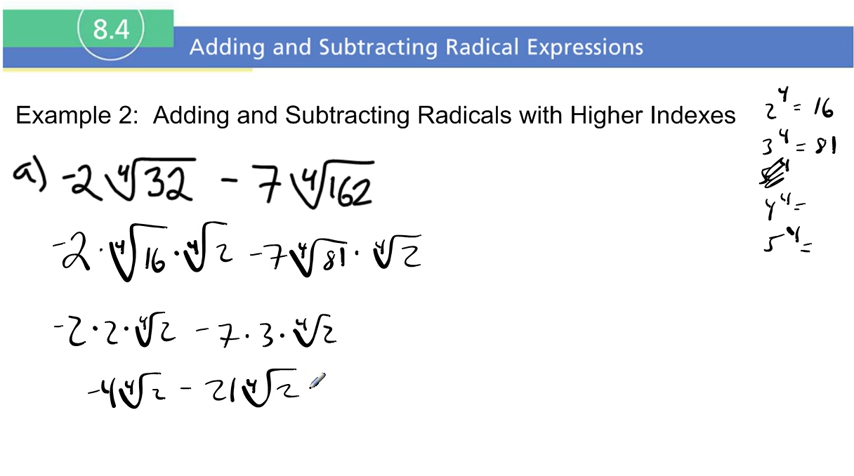 8.4
Adding and Subtracting Radical Expressions
Example 2: Adding and Subtracting Radicals with Higher Indexes
2⁴ = 16
3⁴ = 81
4⁴ =
5⁴ =
a) -2∜32 - 7∜162
-2 · ∜16 · ∜2 - 7∜81 · ∜2
-2 · 2 · ∜2 - 7 · 3 · ∜2
-4∜2 - 21∜2